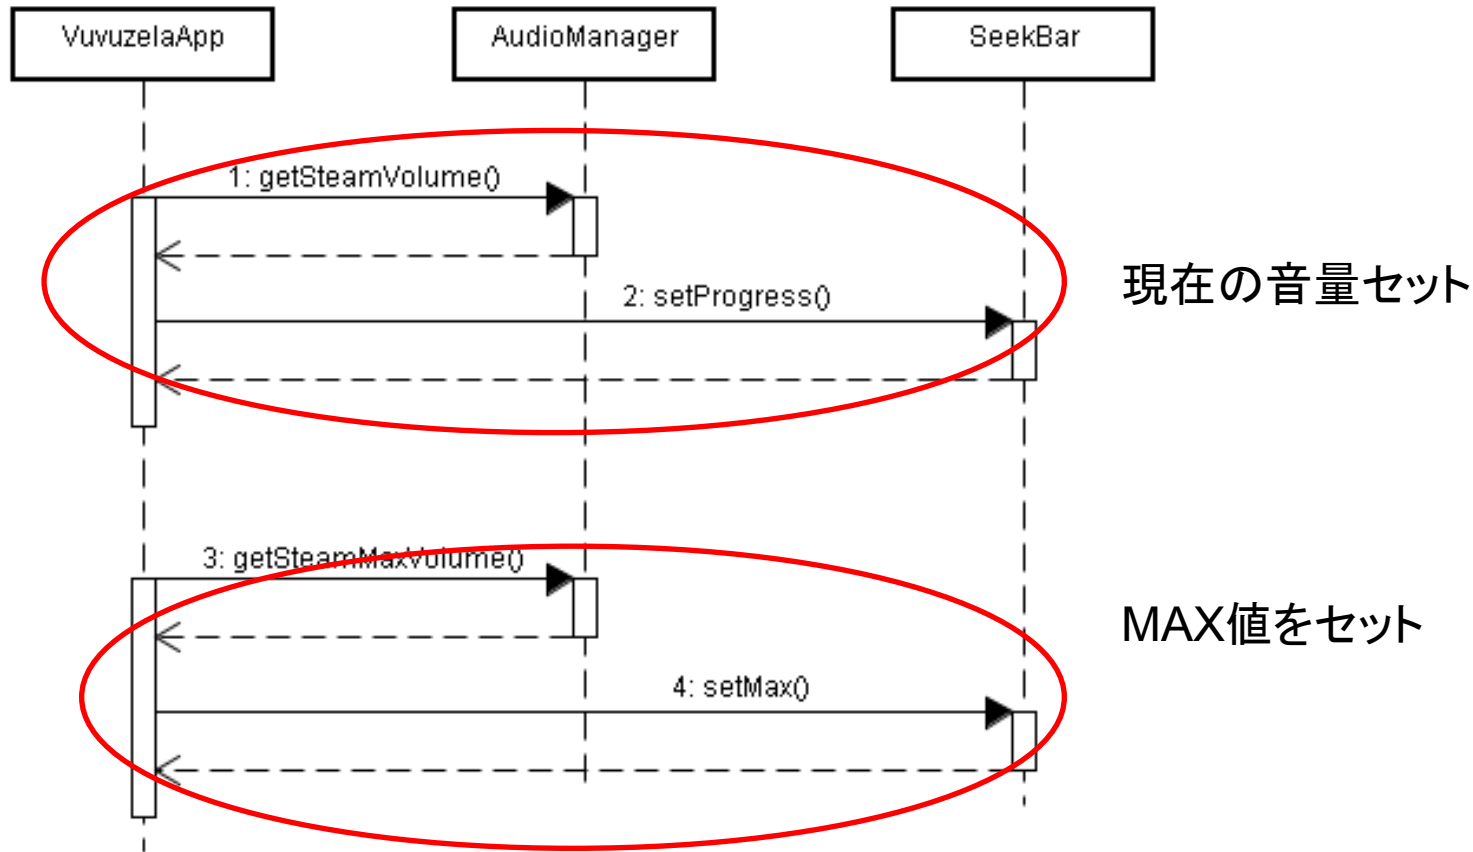 VuvuzelaApp
AudioManager
SeekBar
1: getSteamVolume()
2: setProgress()
現在の音量セット
3: getSteamMaxVolume()
MAX値をセット
4: setMax()